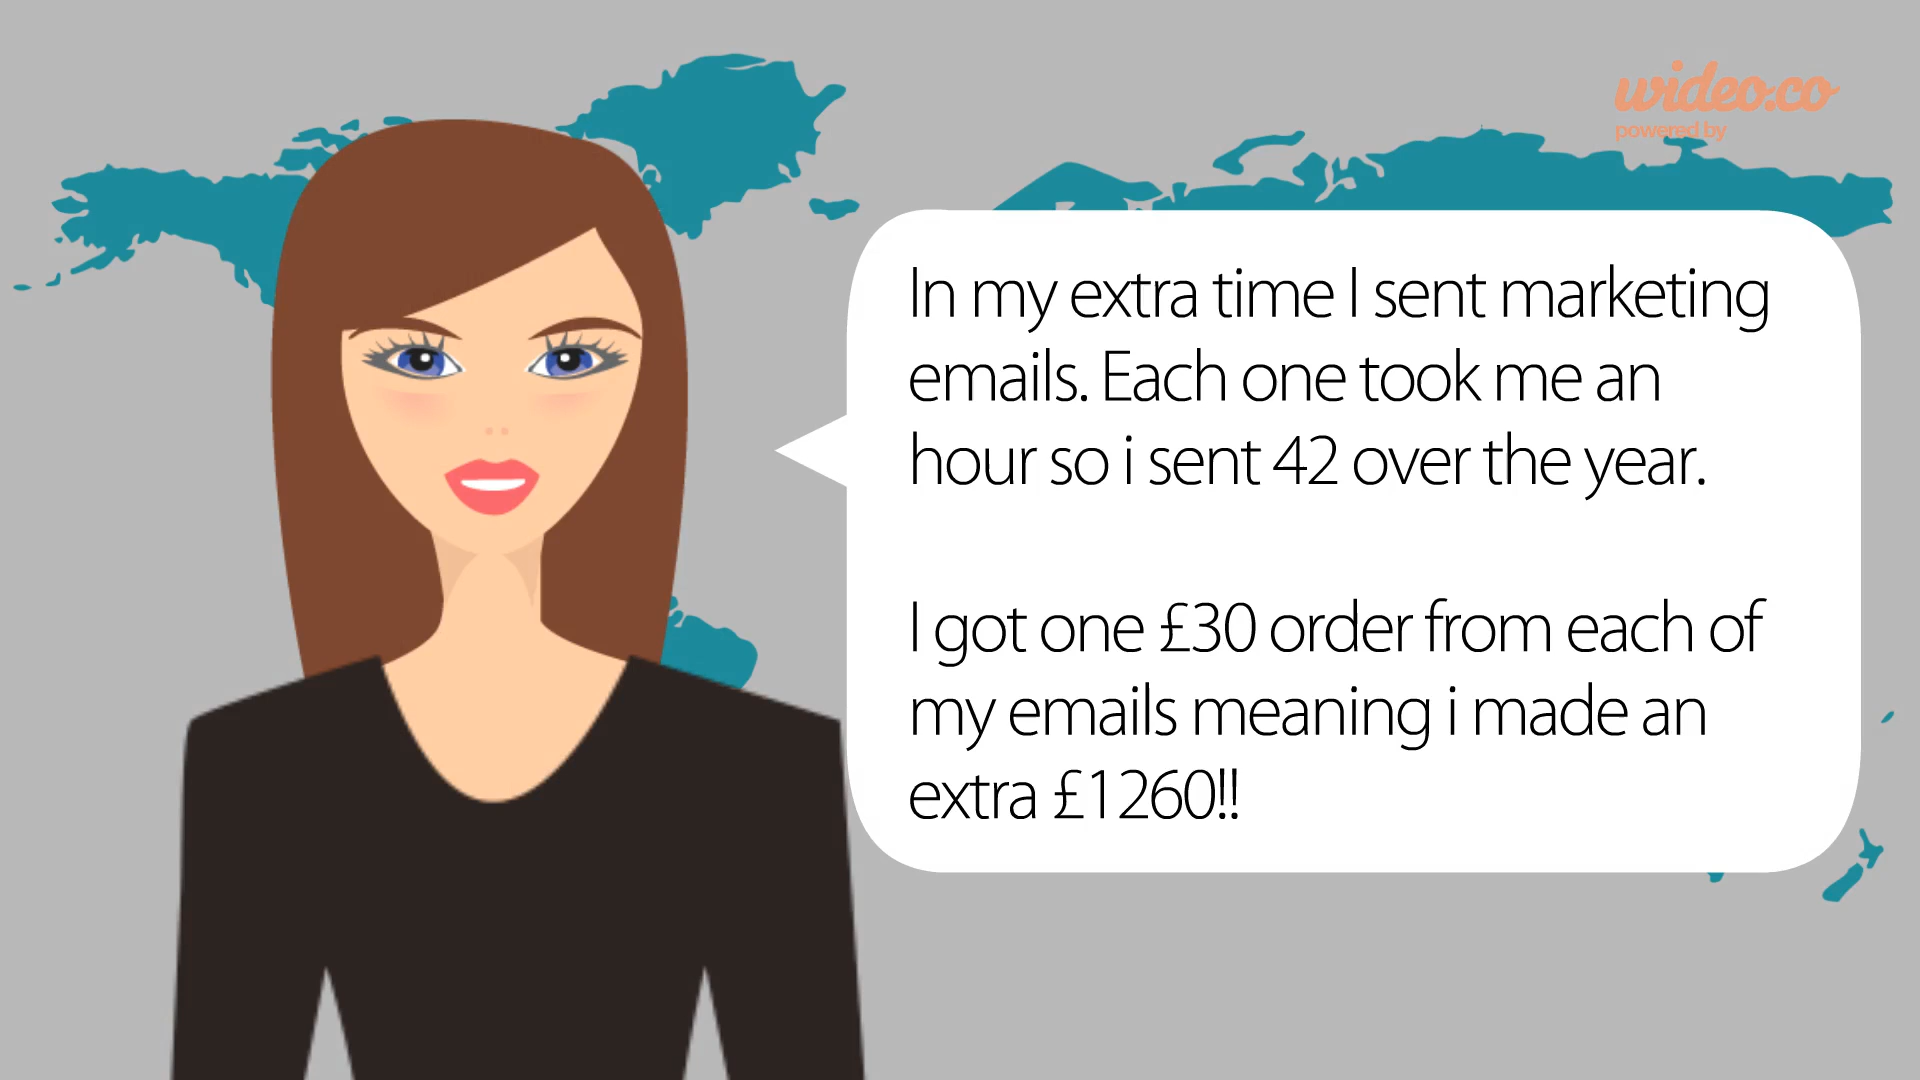 wideo.co
powered by
In my extra time I sent marketing
emails. Each one took me an
hour so i sent 42 over the year.
I got one £30 order from each of
my emails meaning i made an
extra £1260!!